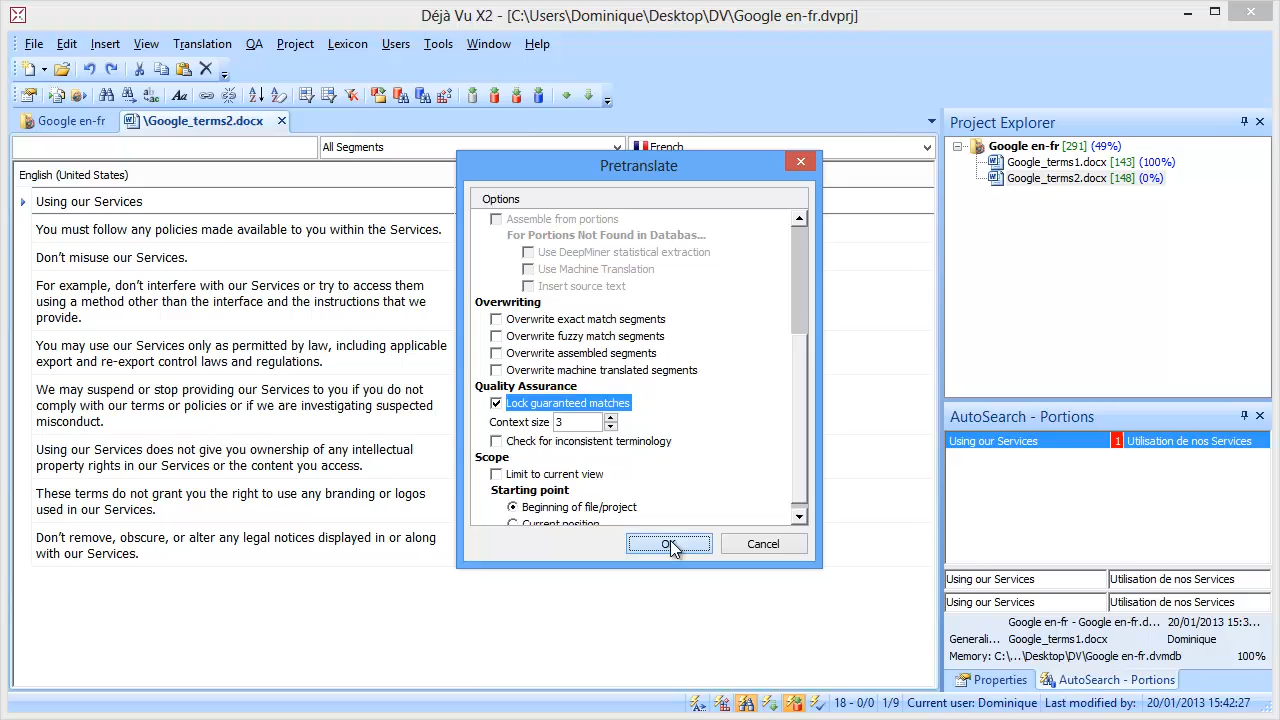 Déjà Vu X2 - [C:\Users\Dominique\Desktop\DV\Google en-fr.dvprj]
File Edit Insert View Translation QA Project Lexicon Users Tools Window Help
Google en-fr
\Google_terms2.docx
All Segments
French
English (United States)
Using our Services
You must follow any policies made available to you within the Services.
Don't misuse our Services.
For example, don't interfere with our Services or try to access them
using a method other than the interface and the instructions that we
provide.
You may use our Services only as permitted by law, including applicable
export and re-export control laws and regulations.
We may suspend or stop providing our Services to you if you do not
comply with our terms or policies or if we are investigating suspected
misconduct.
Using our Services does not give you ownership of any intellectual
property rights in our Services or the content you access.
These terms do not grant you the right to use any branding or logos
used in our Services.
Don't remove, obscure, or alter any legal notices displayed in or along
with our Services.
Pretranslate
Options
Assemble from portions
For Portions Not Found in Databas...
Use DeepMiner statistical extraction
Use Machine Translation
Insert source text
Overwriting
Overwrite exact match segments
Overwrite fuzzy match segments
Overwrite assembled segments
Overwrite machine translated segments
Quality Assurance
Lock guaranteed matches
Context size 3
Check for inconsistent terminology
Scope
Limit to current view
Starting point
Beginning of file/project
Current position
OK
Cancel
Project Explorer
Google en-fr [291] (49%)
Google_terms1.docx [143] (100%)
Google_terms2.docx [148] (0%)
AutoSearch - Portions
Using our Services 1 Utilisation de nos Services
Using our Services Utilisation de nos Services
Using our Services Utilisation de nos Services
Google en-fr - Google en-fr.d... 20/01/2013 15:3...
Generali... Google_terms1.docx Dominique
Memory: C:\...\Desktop\DV\Google en-fr.dvmdb 100%
Properties
AutoSearch - Portions
18 - 0/0 1/9 Current user: Dominique Last modified by: 20/01/2013 15:42:27